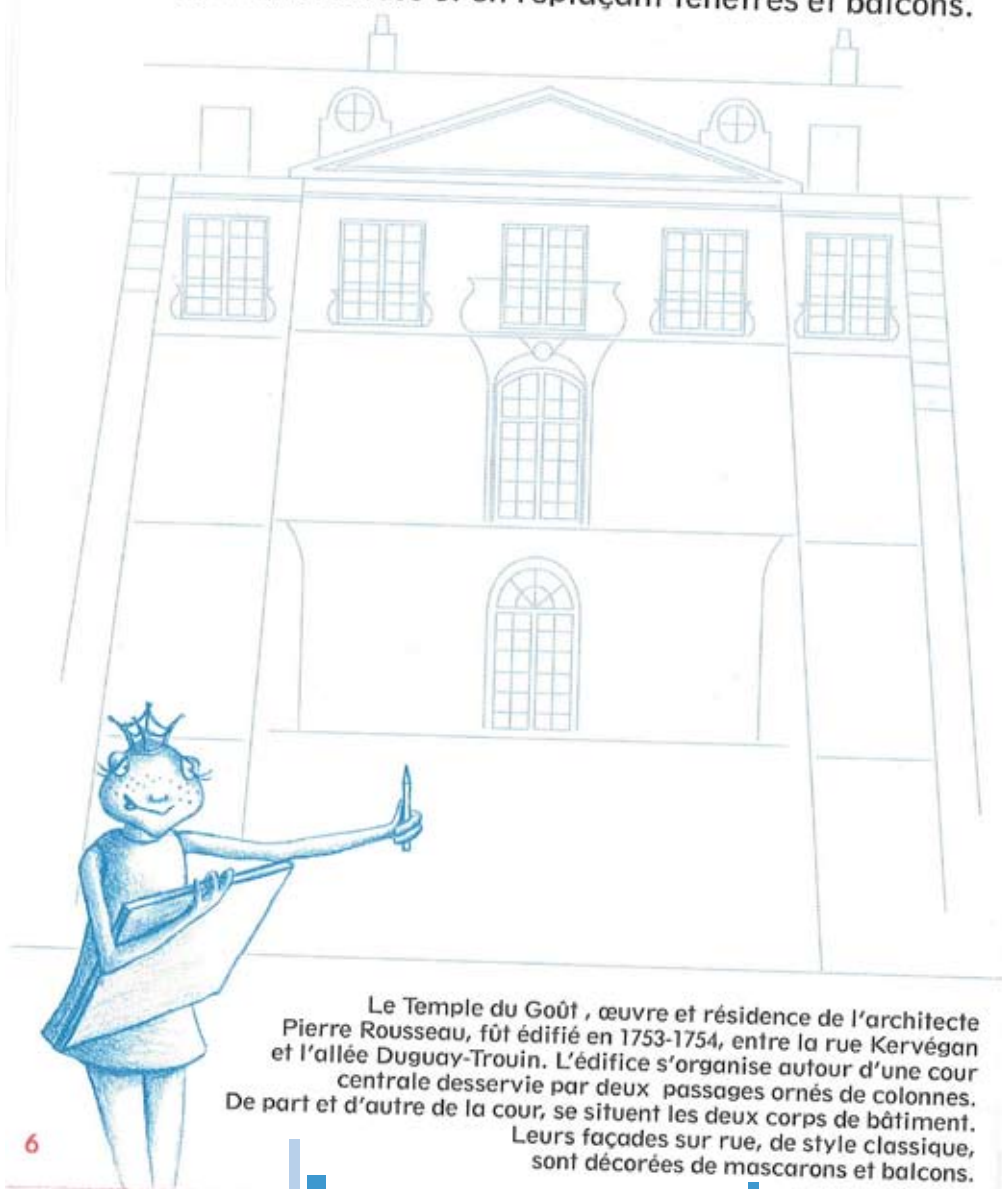 et en replaçant fenêtres et balcons.
Le Temple du Goût , œuvre et résidence de l'architecte
Pierre Rousseau, fût édifié en 1753-1754, entre la rue Kervégan
et l'allée Duguay-Trouin. L'édifice s'organise autour d'une cour
centrale desservie par deux passages ornés de colonnes.
De part et d'autre de la cour, se situent les deux corps de bâtiment.
Leurs façades sur rue, de style classique,
sont décorées de mascarons et balcons.
6